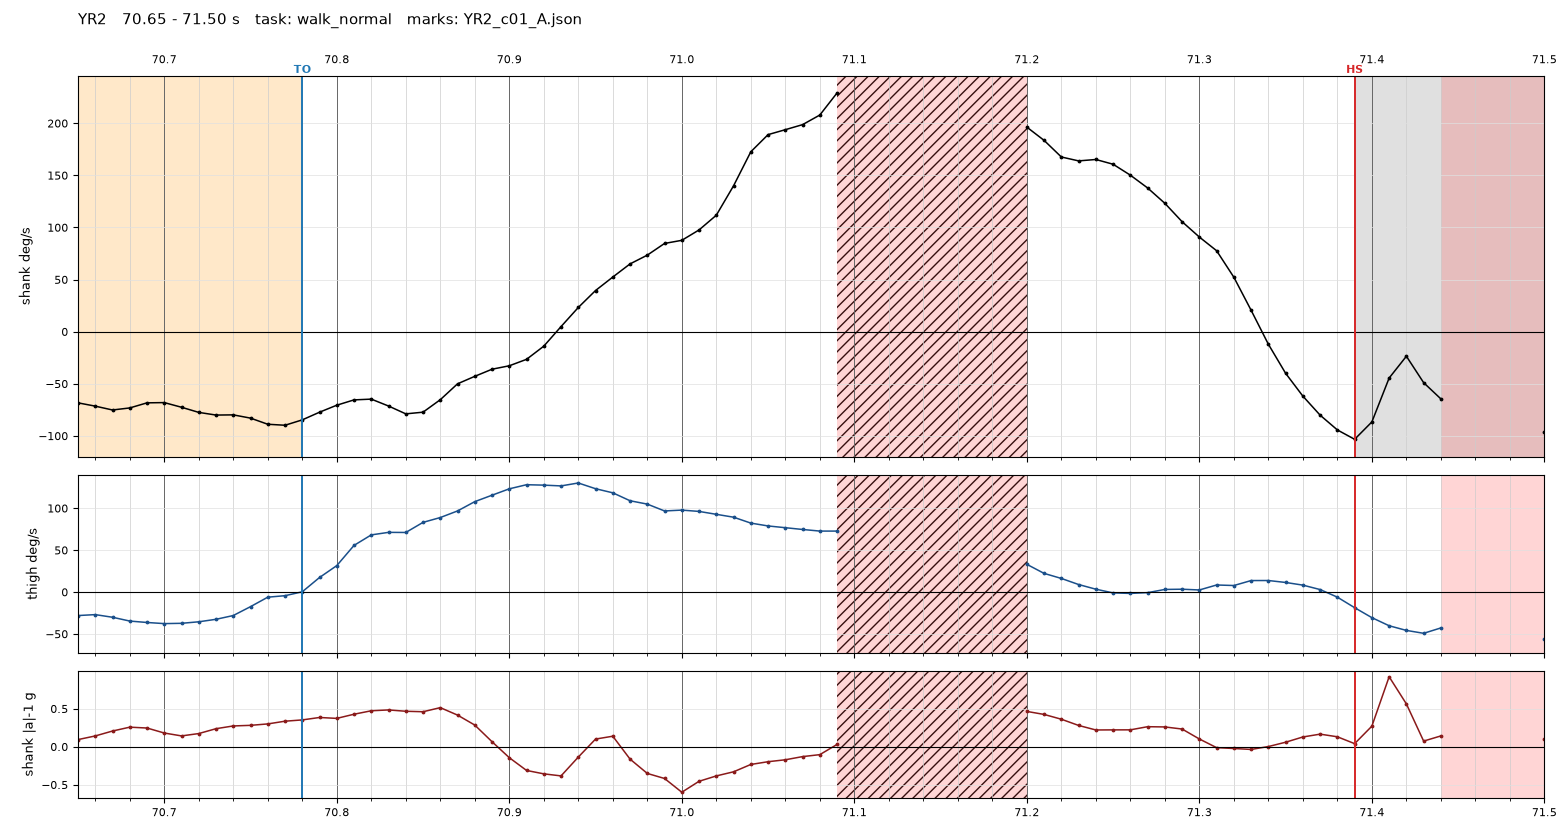 YR2   70.65 - 71.50 s   task: walk_normal   marks: YR2_c01_A.json
70.7 70.8 70.9 71.0 71.1 71.2 71.3 71.4 71.5
TO HS
200
150
100
50
0
−50
−100
shank deg/s
100
50
0
−50
thigh deg/s
0.5
0.0
−0.5
shank |a|-1 g
70.7 70.8 70.9 71.0 71.1 71.2 71.3 71.4 71.5